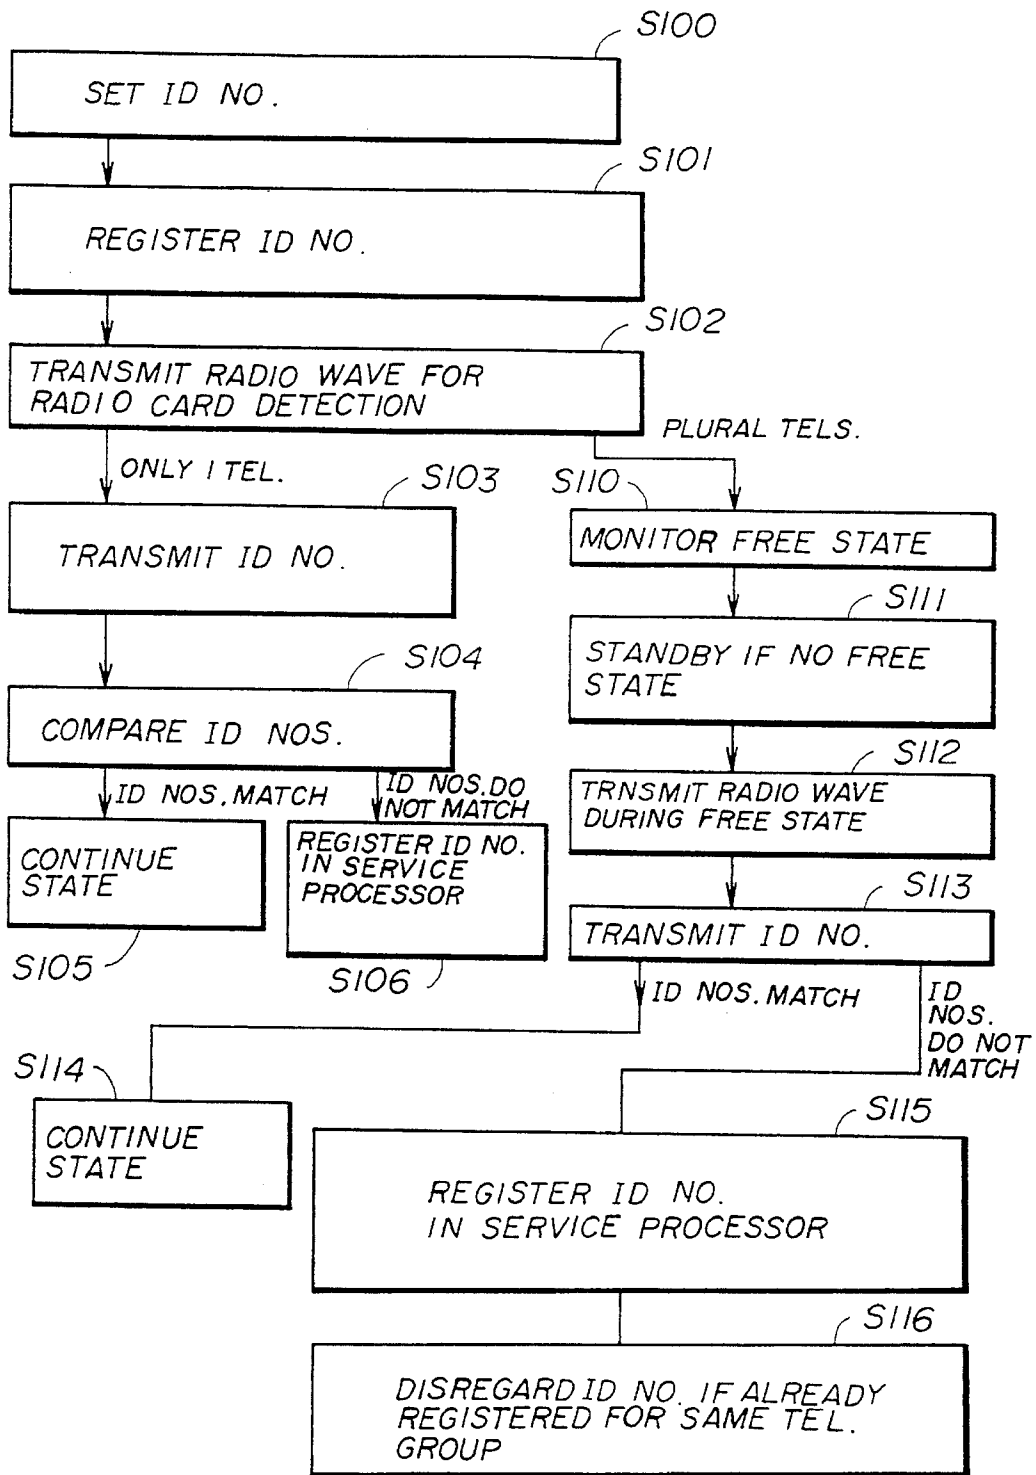 S100
SET ID NO.
S101
REGISTER ID NO.
S102
TRANSMIT RADIO WAVE FOR
RADIO CARD DETECTION
PLURAL TELS.
ONLY 1 TEL.
S103
TRANSMIT ID NO.
S104
COMPARE ID NOS.
ID NOS. MATCH
ID NOS. DO
NOT MATCH
CONTINUE
STATE
S105
REGISTER ID NO.
IN SERVICE
PROCESSOR
S106
S110
MONITOR FREE STATE
S111
STANDBY IF NO FREE
STATE
S112
TRNSMIT RADIO WAVE
DURING FREE STATE
S113
TRANSMIT ID NO.
ID NOS. MATCH
ID
NOS.
DO NOT
MATCH
S114
CONTINUE
STATE
S115
REGISTER ID NO.
IN SERVICE PROCESSOR
S116
DISREGARD ID NO. IF ALREADY
REGISTERED FOR SAME TEL.
GROUP